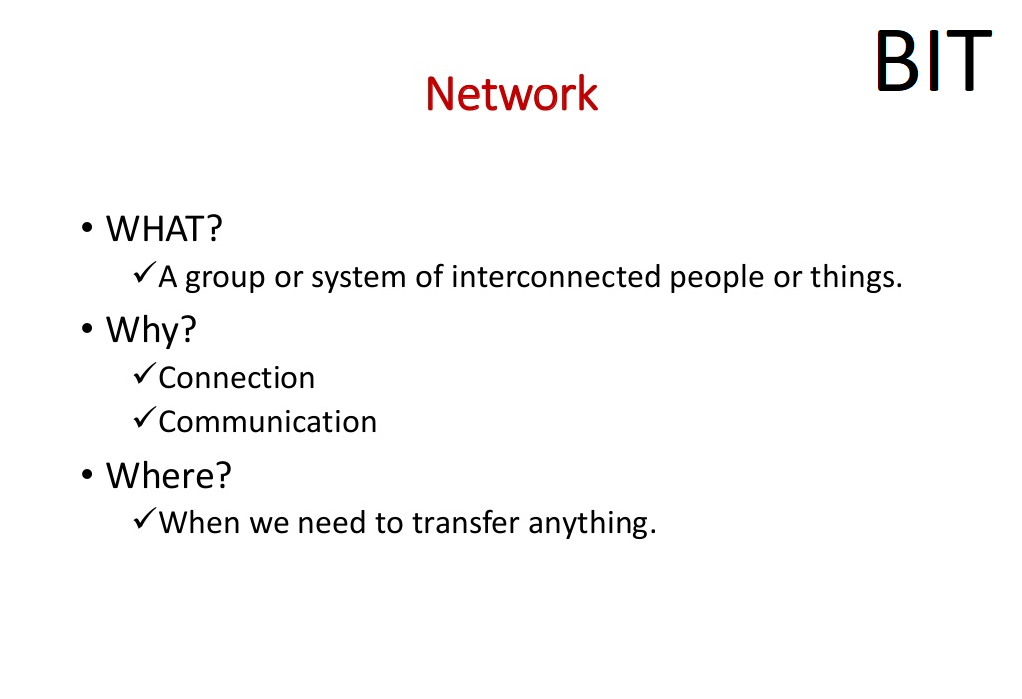 BIT
Network
• WHAT?
✓A group or system of interconnected people or things.
• Why?
✓Connection
✓Communication
• Where?
✓When we need to transfer anything.